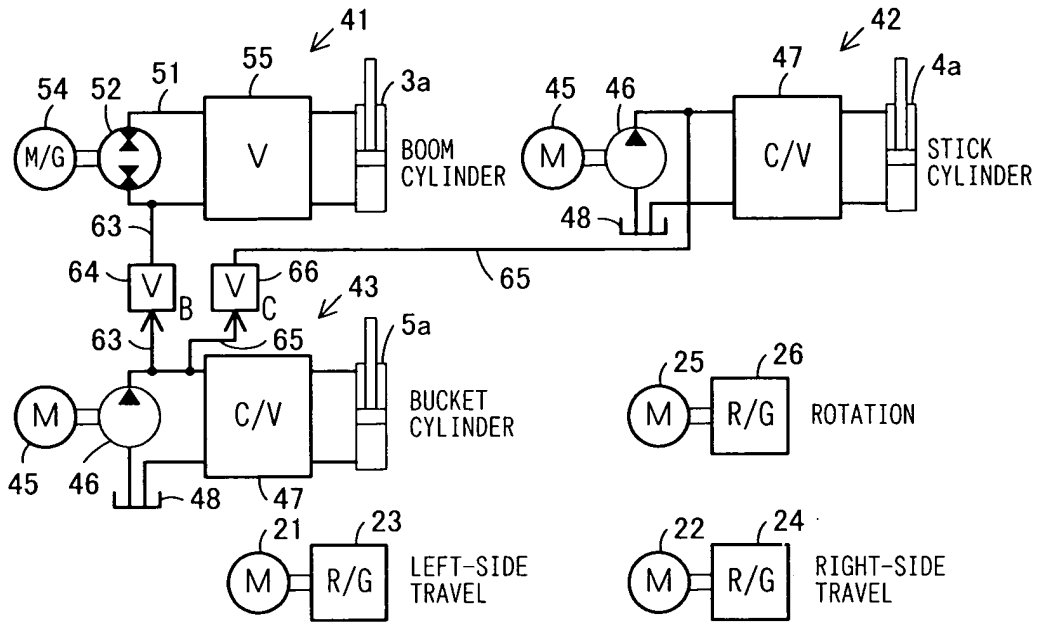 41
42
54
52
51
55
3a
45
46
47
4a
M/G
V
BOOM
CYLINDER
M
C/V
STICK
CYLINDER
63
48
64
V
B
66
V
C
65
43
63
65
5a
M
C/V
BUCKET
CYLINDER
45
46
48
47
25
26
M
R/G
ROTATION
21
23
M
R/G
LEFT-SIDE
TRAVEL
22
24
M
R/G
RIGHT-SIDE
TRAVEL